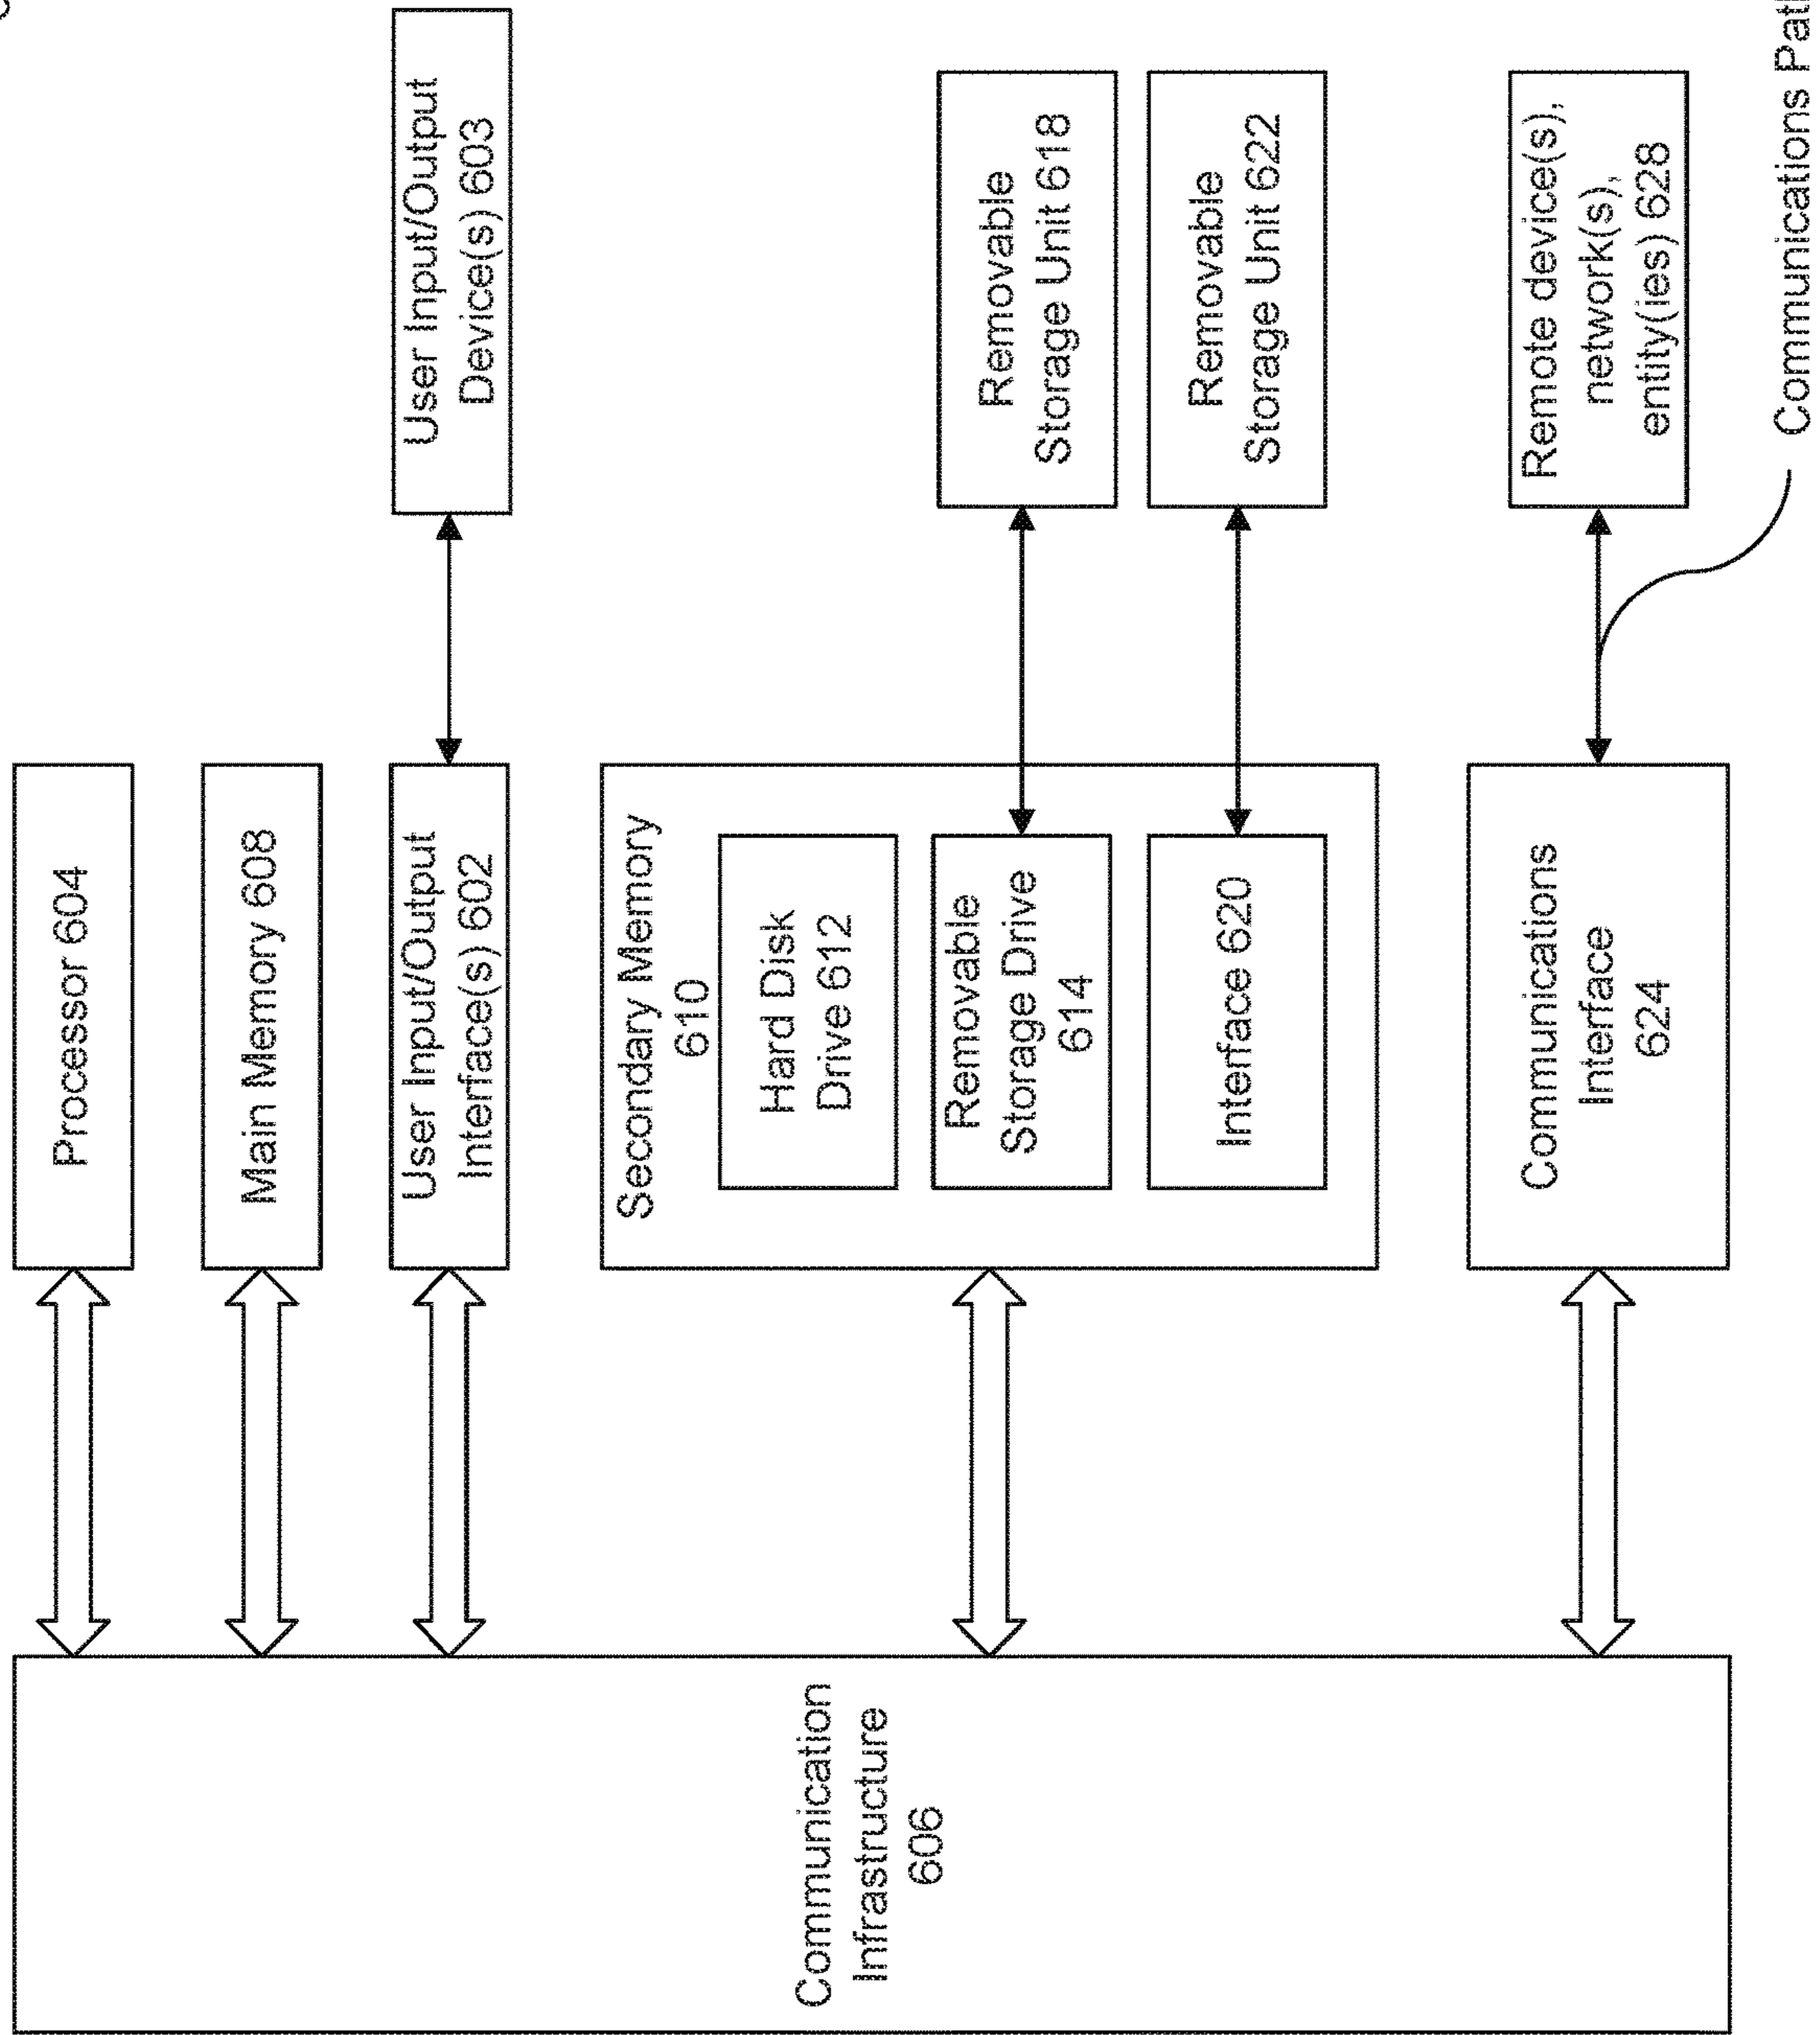 Processor 604
Main Memory 608
User Input/Output
Interface(s) 602
User Input/Output
Device(s) 603
Secondary Memory
610
Hard Disk
Drive 612
Removable
Storage Drive
614
Interface 620
Removable
Storage Unit 618
Removable
Storage Unit 622
Communications
Interface
624
Remote device(s),
network(s),
entity(ies) 628
Communications
Communication
Infrastructure
606